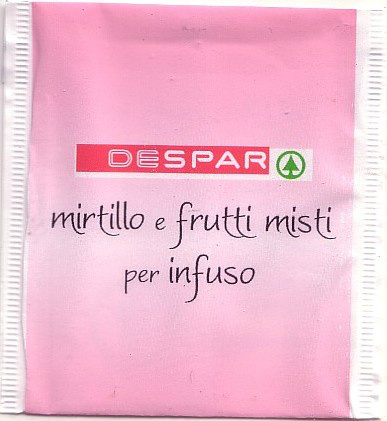 DESPAR
mirtillo e frutti misti
per infuso